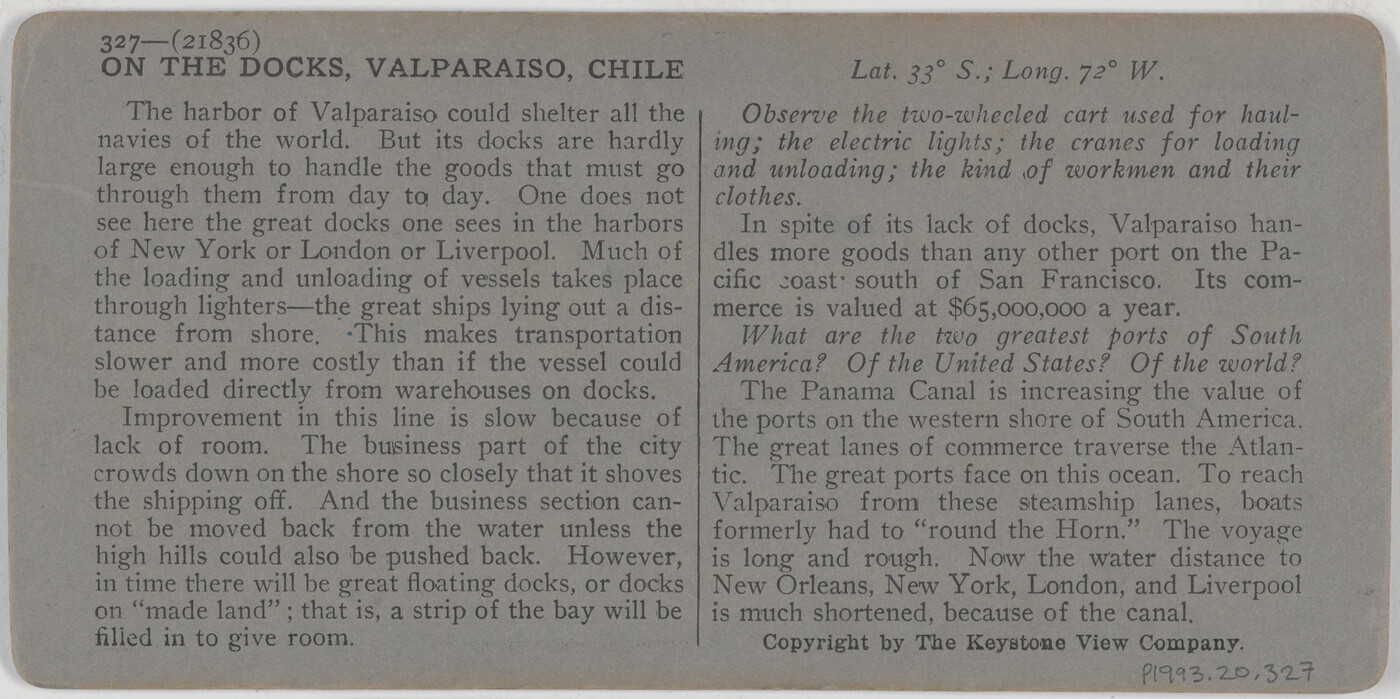 327—(21836)
ON THE DOCKS, VALPARAISO, CHILE
The harbor of Valparaiso could shelter all the
navies of the world. But its docks are hardly
large enough to handle the goods that must go
through them from day to day. One does not
see here the great docks one sees in the harbors
of New York or London or Liverpool. Much of
the loading and unloading of vessels takes place
through lighters—the great ships lying out a dis-
tance from shore. This makes transportation
slower and more costly than if the vessel could
be loaded directly from warehouses on docks.
Improvement in this line is slow because of
lack of room. The business part of the city
crowds down on the shore so closely that it shoves
the shipping off. And the business section can-
not be moved back from the water unless the
high hills could also be pushed back. However,
in time there will be great floating docks, or docks
on "made land"; that is, a strip of the bay will be
filled in to give room.
Lat. 33° S.; Long. 72° W.
Observe the two-wheeled cart used for haul-
ing; the electric lights; the cranes for loading
and unloading; the kind of workmen and their
clothes.
In spite of its lack of docks, Valparaiso han-
dles more goods than any other port on the Pa-
cific coast south of San Francisco. Its com-
merce is valued at $65,000,000 a year.
What are the two greatest ports of South
America? Of the United States? Of the world?
The Panama Canal is increasing the value of
the ports on the western shore of South America.
The great lanes of commerce traverse the Atlan-
tic. The great ports face on this ocean. To reach
Valparaiso from these steamship lanes, boats
formerly had to "round the Horn." The voyage
is long and rough. Now the water distance to
New Orleans, New York, London, and Liverpool
is much shortened, because of the canal.
Copyright by The Keystone View Company.
P1993.20.327